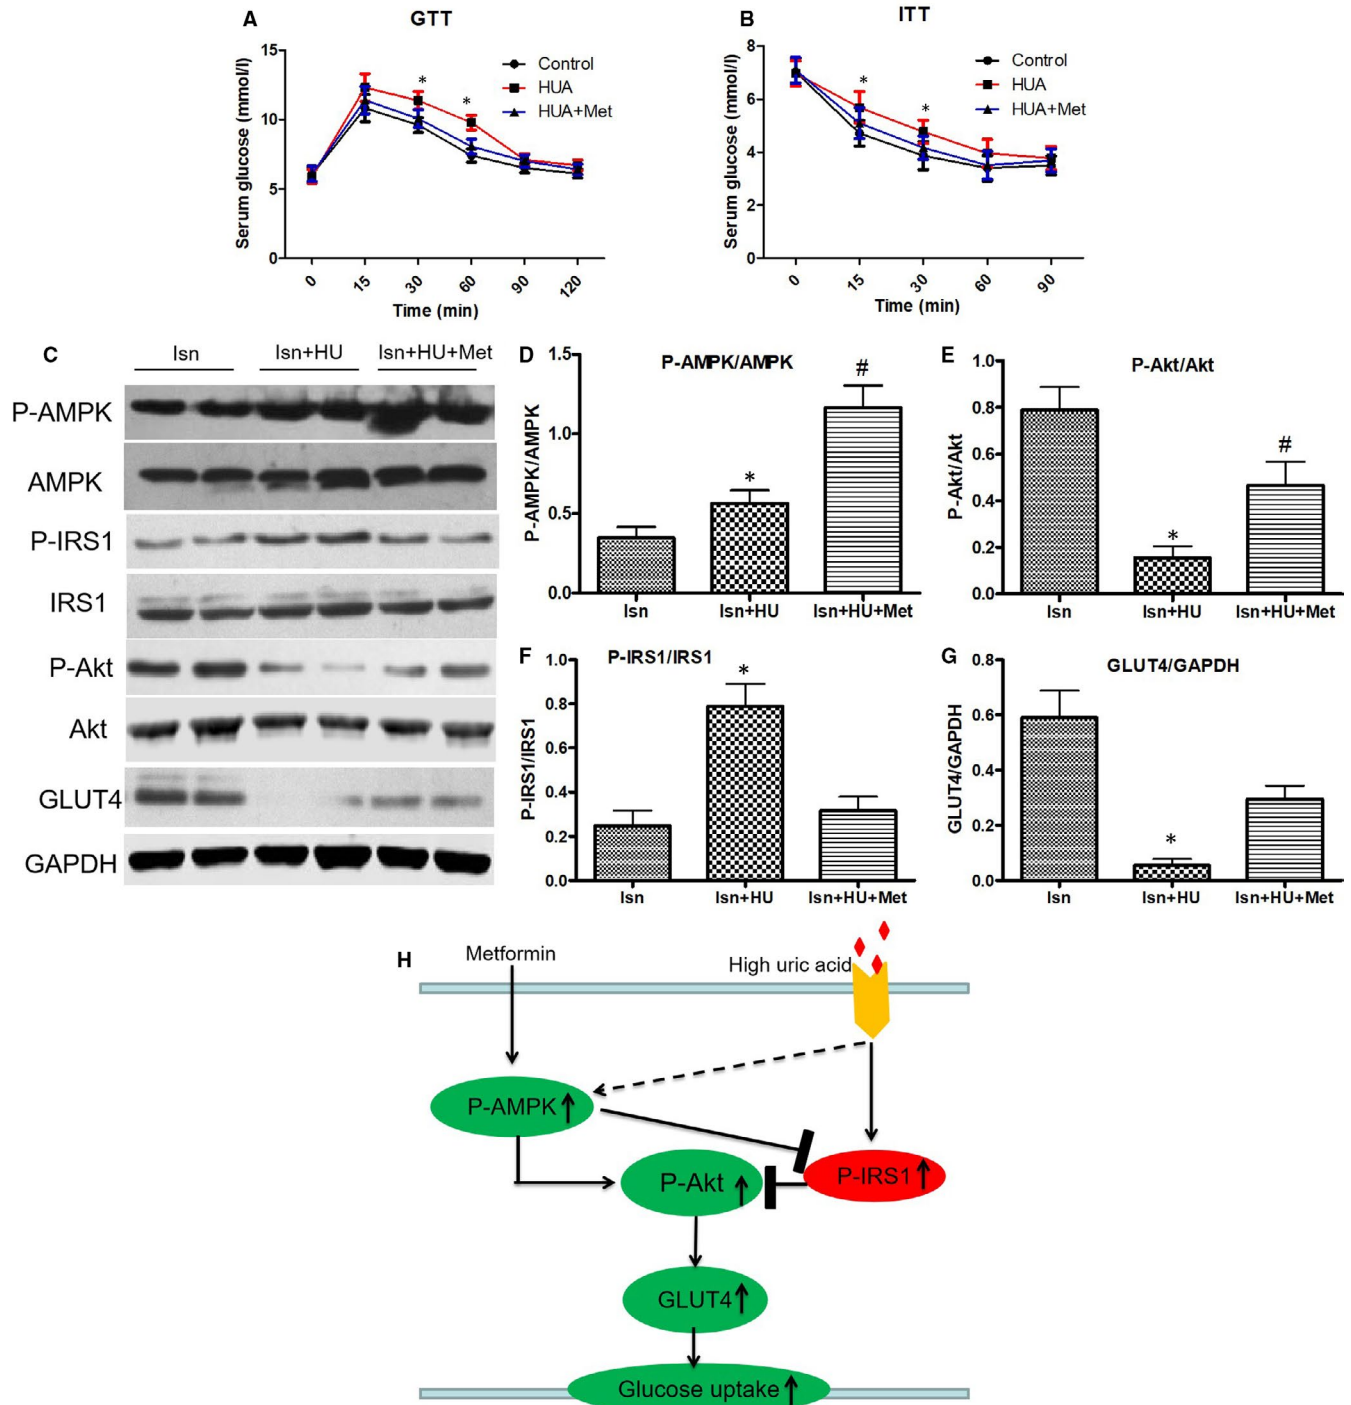 A
GTT
Serum glucose (mmol/l)
15
10
5
0
*
*
Control
HUA
HUA+Met
0 15 30 60 90 120
Time (min)
B
ITT
Serum glucose (mmol/l)
8
6
4
2
0
*
*
Control
HUA
HUA+Met
0 15 30 60 90
Time (min)
C
Isn Isn+HU Isn+HU+Met
P-AMPK
AMPK
P-IRS1
IRS1
P-Akt
Akt
GLUT4
GAPDH
D
P-AMPK/AMPK
P-AMPK/AMPK
1.5
1.0
0.5
0.0
*
#
Isn Isn+HU Isn+HU+Met
E
P-Akt/Akt
P-Akt/Akt
1.0
0.8
0.6
0.4
0.2
0.0
*
#
Isn Isn+HU Isn+HU+Met
F
P-IRS1/IRS1
P-IRS1/IRS1
1.0
0.8
0.6
0.4
0.2
0.0
*
Isn Isn+HU Isn+HU+Met
G
GLUT4/GAPDH
GLUT4/GAPDH
0.8
0.6
0.4
0.2
0.0
*
Isn Isn+HU Isn+HU+Met
H
Metformin
High uric acid
P-AMPK
P-Akt
P-IRS1
GLUT4
Glucose uptake